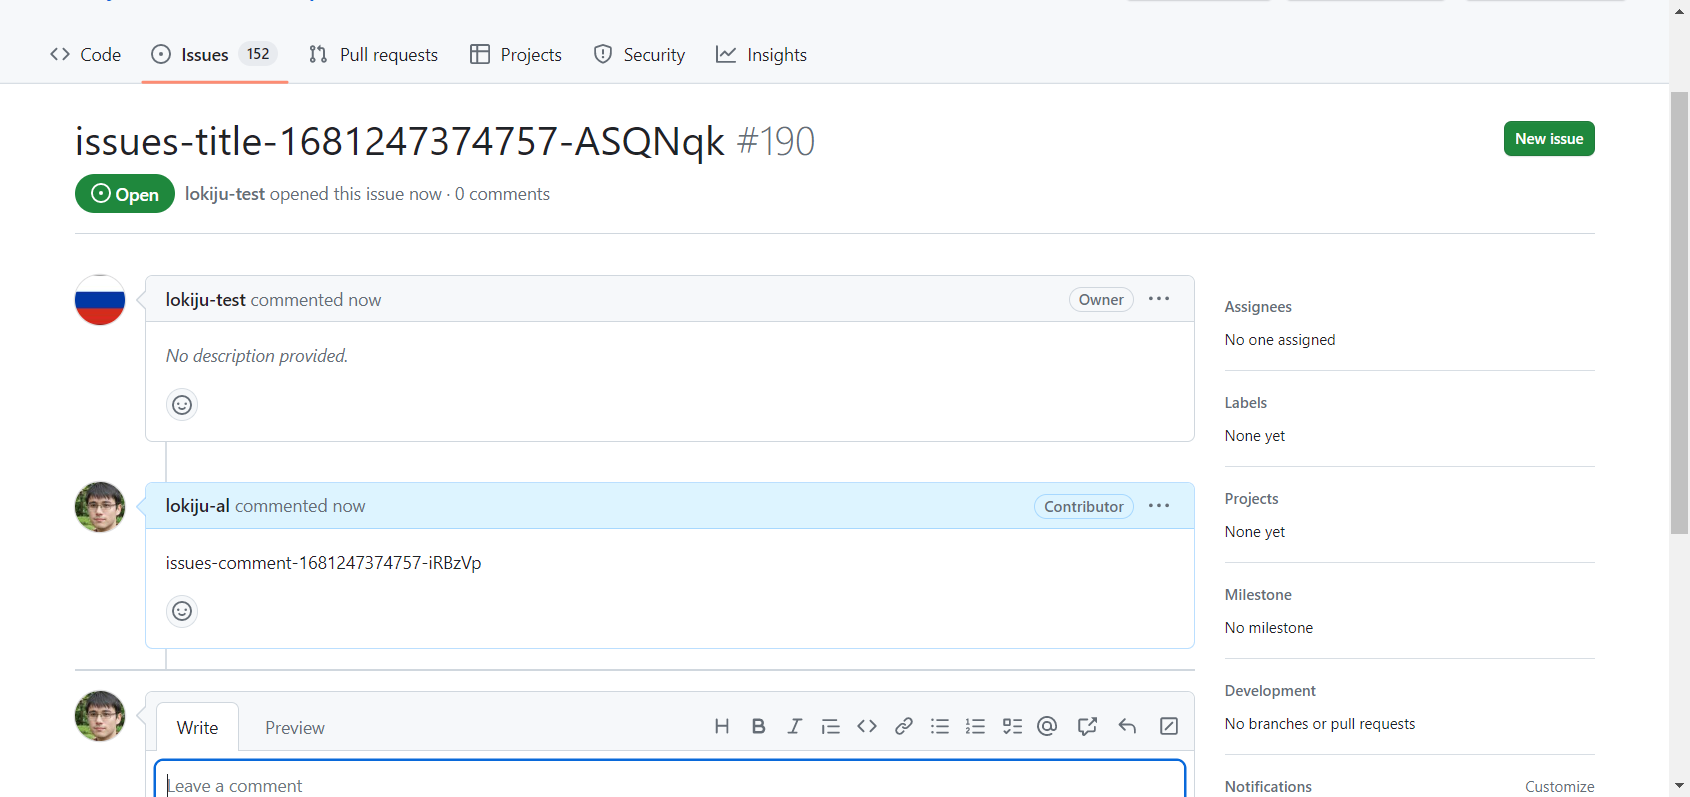 Code Issues 152 Pull requests Projects Security Insights
issues-title-1681247374757-ASQNqk #190
New issue
Open lokiju-test opened this issue now · 0 comments
lokiju-test commented now Owner
No description provided.
lokiju-al commented now Contributor
issues-comment-1681247374757-iRBzVp
Write Preview
Leave a comment
Assignees
No one assigned
Labels
None yet
Projects
None yet
Milestone
No milestone
Development
No branches or pull requests
Notifications Customize